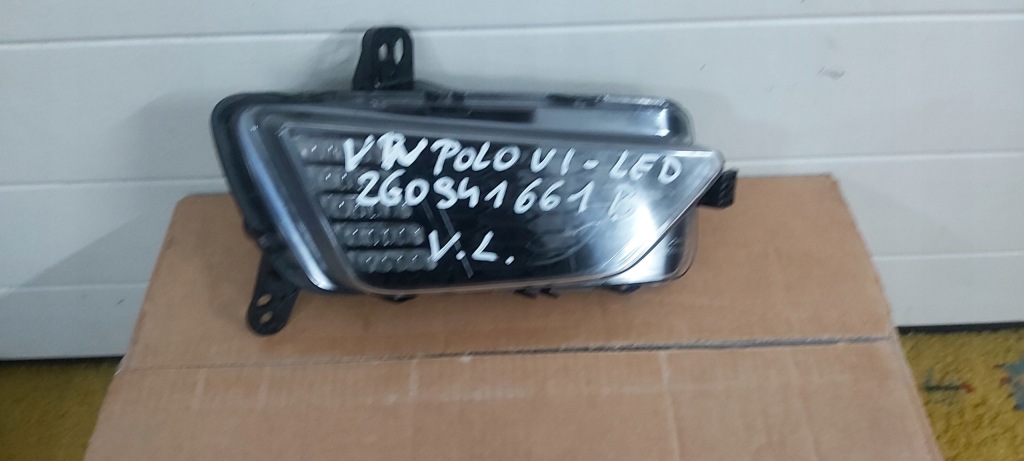 VW POLO VI-LED
2G0941661 B
V.L.